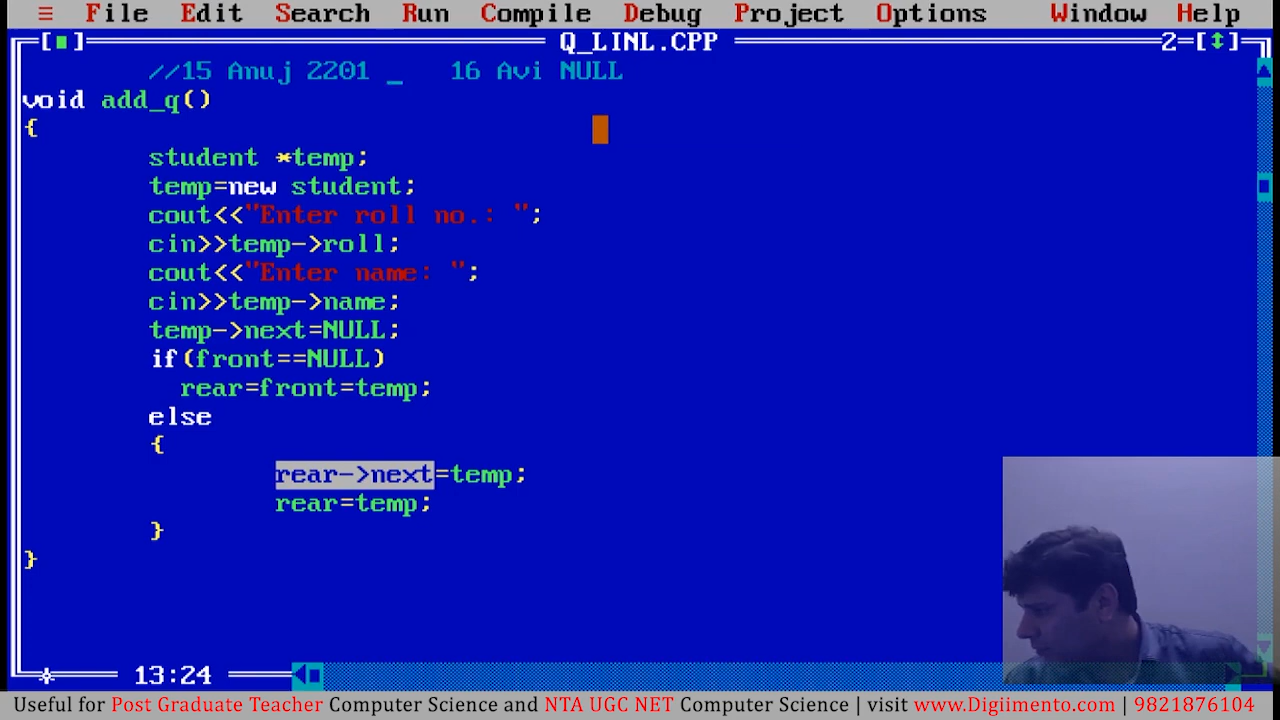 ≡ File Edit Search Run Compile Debug Project Options Window Help
[■] Q_LINL.CPP 2=[↕]
//15 Anuj 2201 _ 16 Avi NULL
void add_q()
{
student *temp;
temp=new student;
cout<<"Enter roll no.: ";
cin>>temp->roll;
cout<<"Enter name: ";
cin>>temp->name;
temp->next=NULL;
if(front==NULL)
rear=front=temp;
else
{
rear->next=temp;
rear=temp;
}
}
13:24
Useful for Post Graduate Teacher Computer Science and NTA UGC NET Computer Science | visit www.Digiimento.com | 9821876104